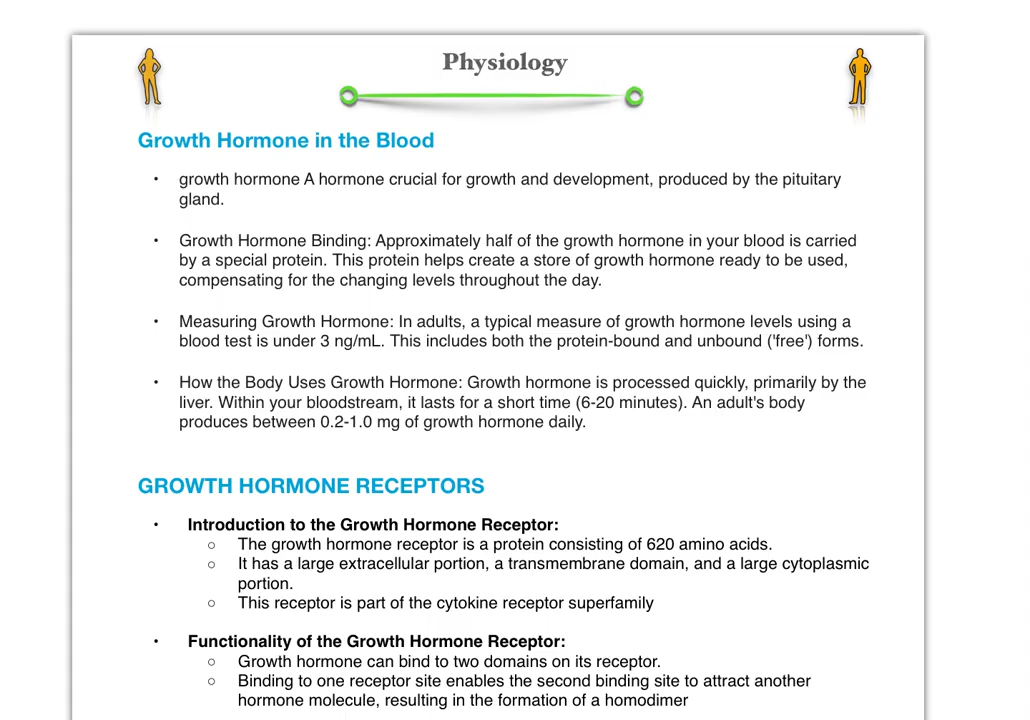 Physiology
Growth Hormone in the Blood
• growth hormone A hormone crucial for growth and development, produced by the pituitary
gland.
• Growth Hormone Binding: Approximately half of the growth hormone in your blood is carried
by a special protein. This protein helps create a store of growth hormone ready to be used,
compensating for the changing levels throughout the day.
• Measuring Growth Hormone: In adults, a typical measure of growth hormone levels using a
blood test is under 3 ng/mL. This includes both the protein-bound and unbound ('free') forms.
• How the Body Uses Growth Hormone: Growth hormone is processed quickly, primarily by the
liver. Within your bloodstream, it lasts for a short time (6-20 minutes). An adult's body
produces between 0.2-1.0 mg of growth hormone daily.
GROWTH HORMONE RECEPTORS
• Introduction to the Growth Hormone Receptor:
○ The growth hormone receptor is a protein consisting of 620 amino acids.
○ It has a large extracellular portion, a transmembrane domain, and a large cytoplasmic
portion.
○ This receptor is part of the cytokine receptor superfamily
• Functionality of the Growth Hormone Receptor:
○ Growth hormone can bind to two domains on its receptor.
○ Binding to one receptor site enables the second binding site to attract another
hormone molecule, resulting in the formation of a homodimer